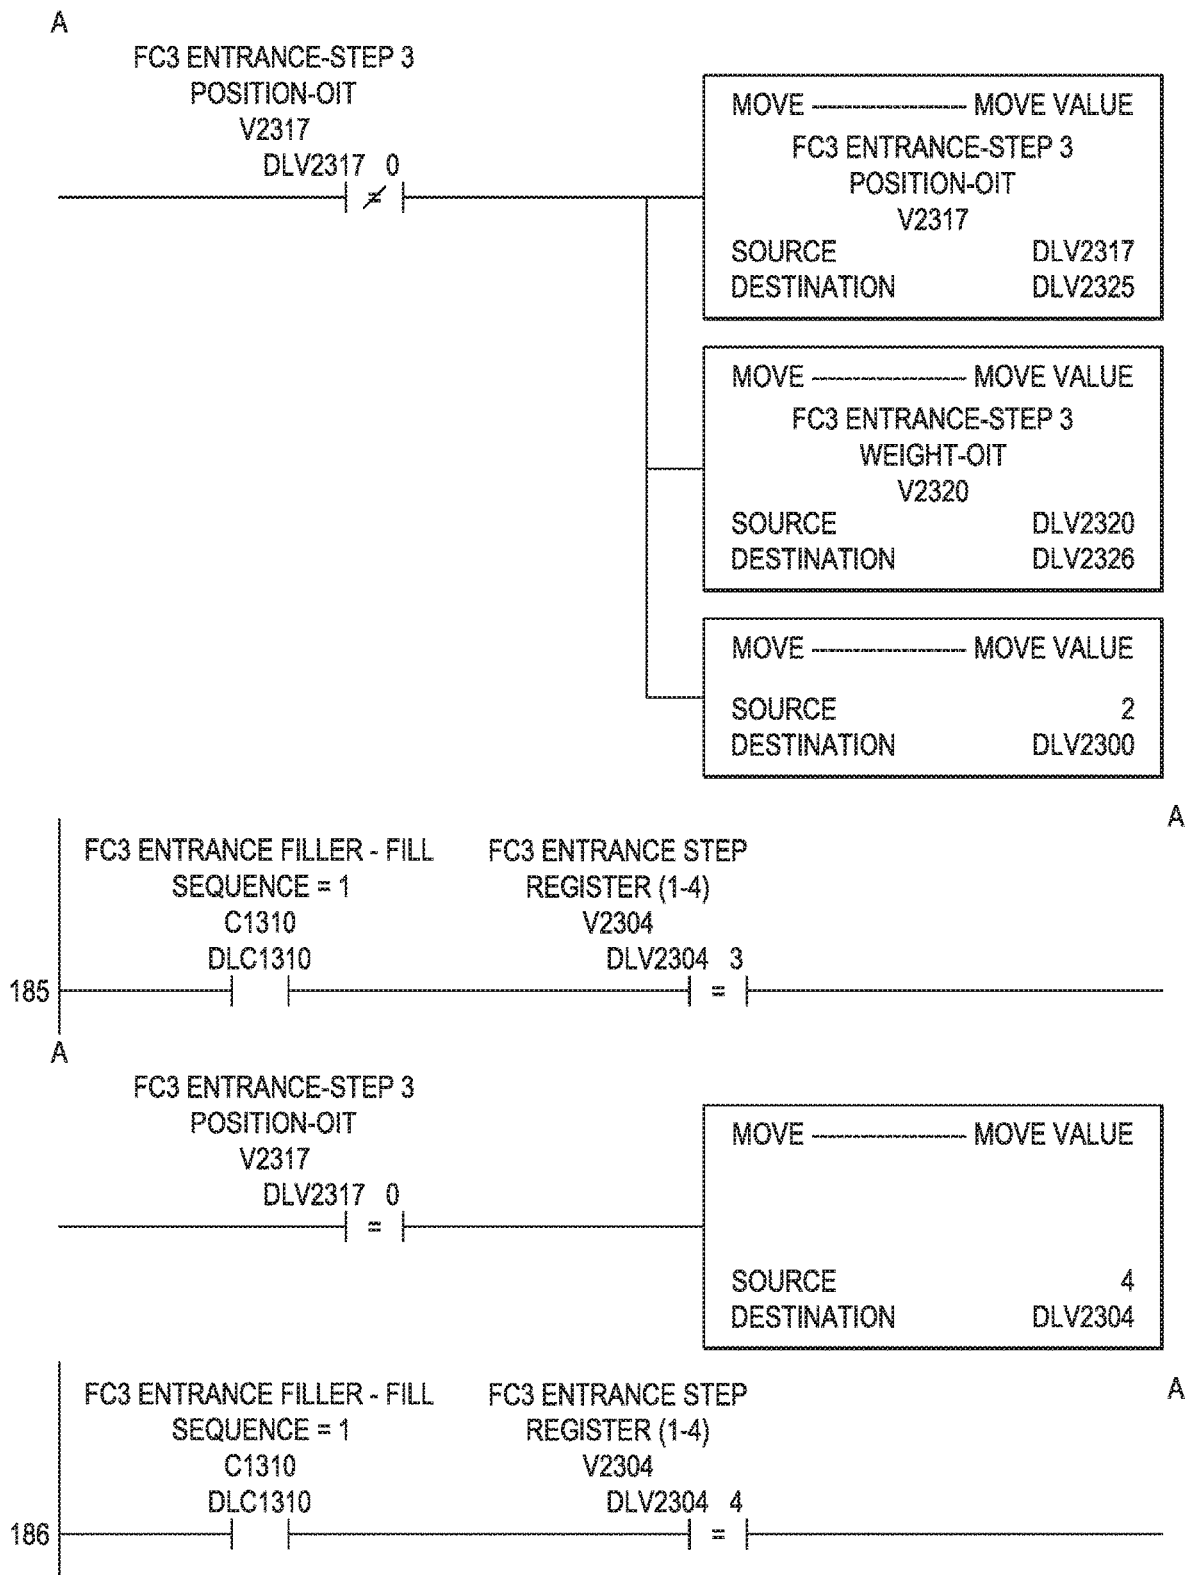 A
FC3 ENTRANCE-STEP 3
POSITION-OIT
V2317
DLV2317 0
≠
MOVE ---------------------- MOVE VALUE
FC3 ENTRANCE-STEP 3
POSITION-OIT
V2317
SOURCE DLV2317
DESTINATION DLV2325
MOVE ---------------------- MOVE VALUE
FC3 ENTRANCE-STEP 3
WEIGHT-OIT
V2320
SOURCE DLV2320
DESTINATION DLV2326
MOVE ---------------------- MOVE VALUE
SOURCE 2
DESTINATION DLV2300
A
FC3 ENTRANCE FILLER - FILL
SEQUENCE = 1
C1310
DLC1310
FC3 ENTRANCE STEP
REGISTER (1-4)
V2304
DLV2304 3
185
=
A
FC3 ENTRANCE-STEP 3
POSITION-OIT
V2317
DLV2317 0
=
MOVE ---------------------- MOVE VALUE
SOURCE 4
DESTINATION DLV2304
A
FC3 ENTRANCE FILLER - FILL
SEQUENCE = 1
C1310
DLC1310
FC3 ENTRANCE STEP
REGISTER (1-4)
V2304
DLV2304 4
186
=